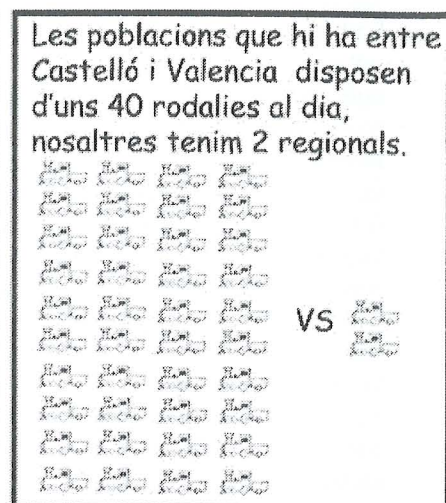 Les poblacions que hi ha entre
Castelló i Valencia disposen
d'uns 40 rodalies al dia,
nosaltres tenim 2 regionals.
VS